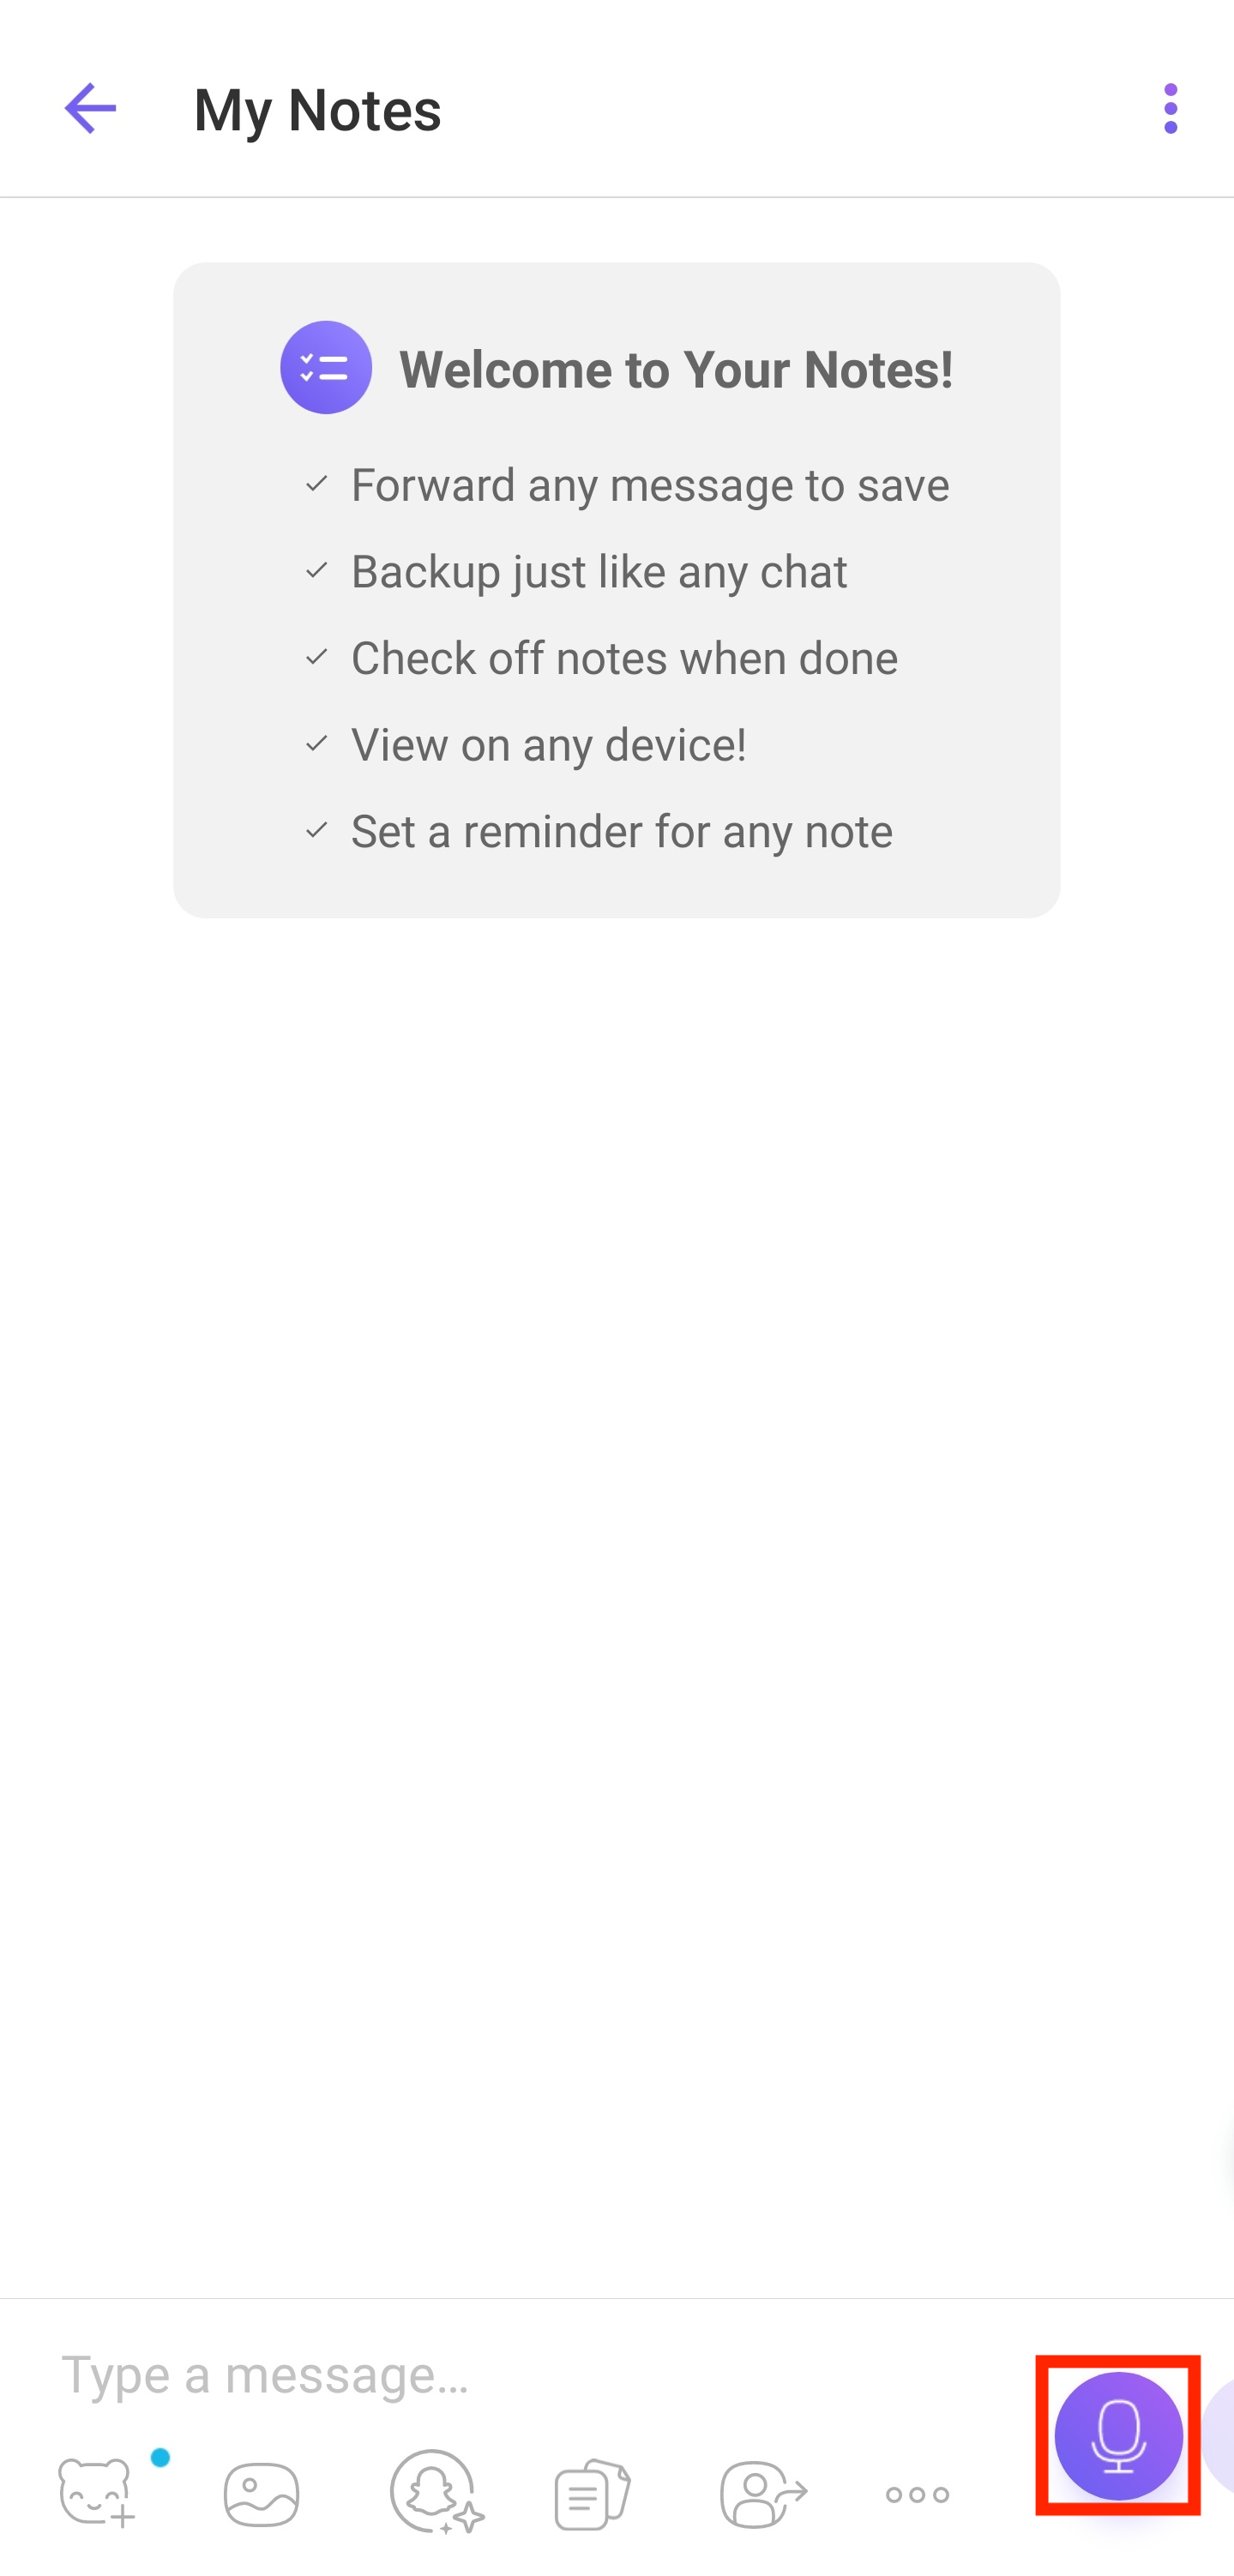 My Notes
Welcome to Your Notes!
Forward any message to save
Backup just like any chat
Check off notes when done
View on any device!
Set a reminder for any note
Type a message...